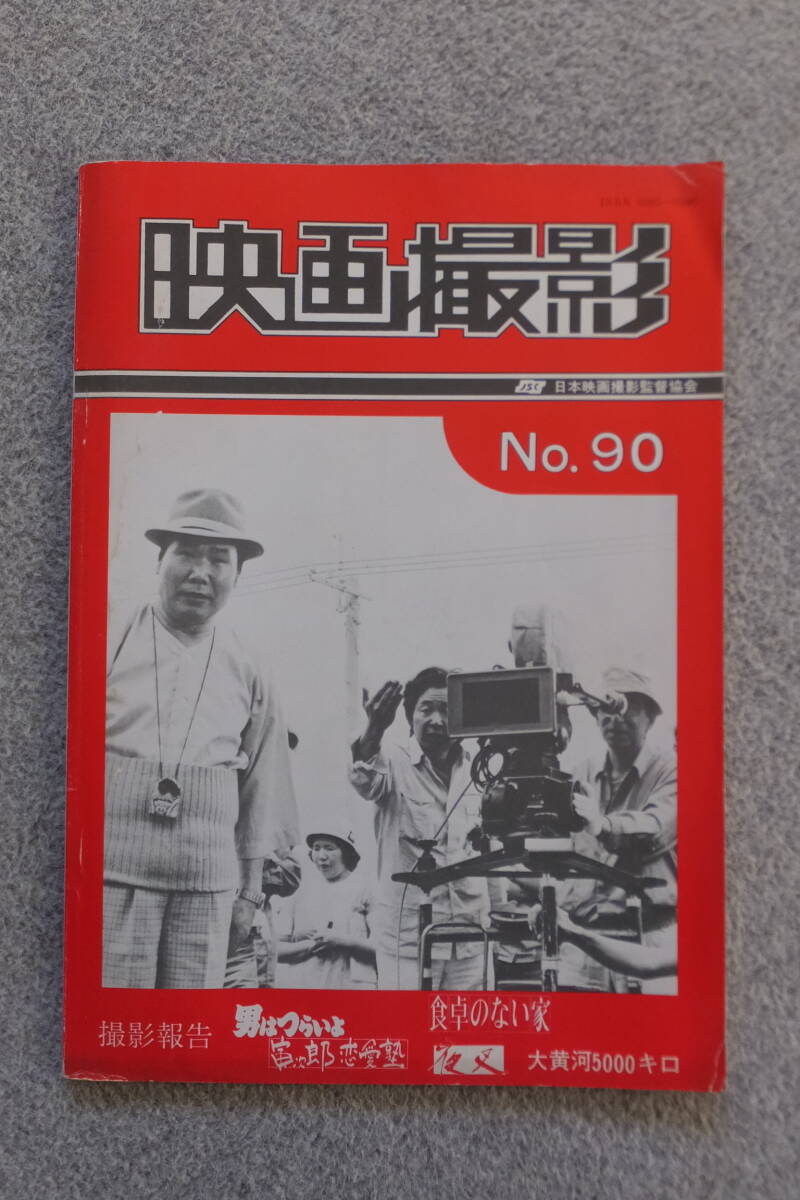 映画撮影
JSC 日本映画撮影監督協会
No. 90
撮影報告
男はつらいよ
寅次郎恋愛塾
食卓のない家
夜叉
大黄河5000キロ